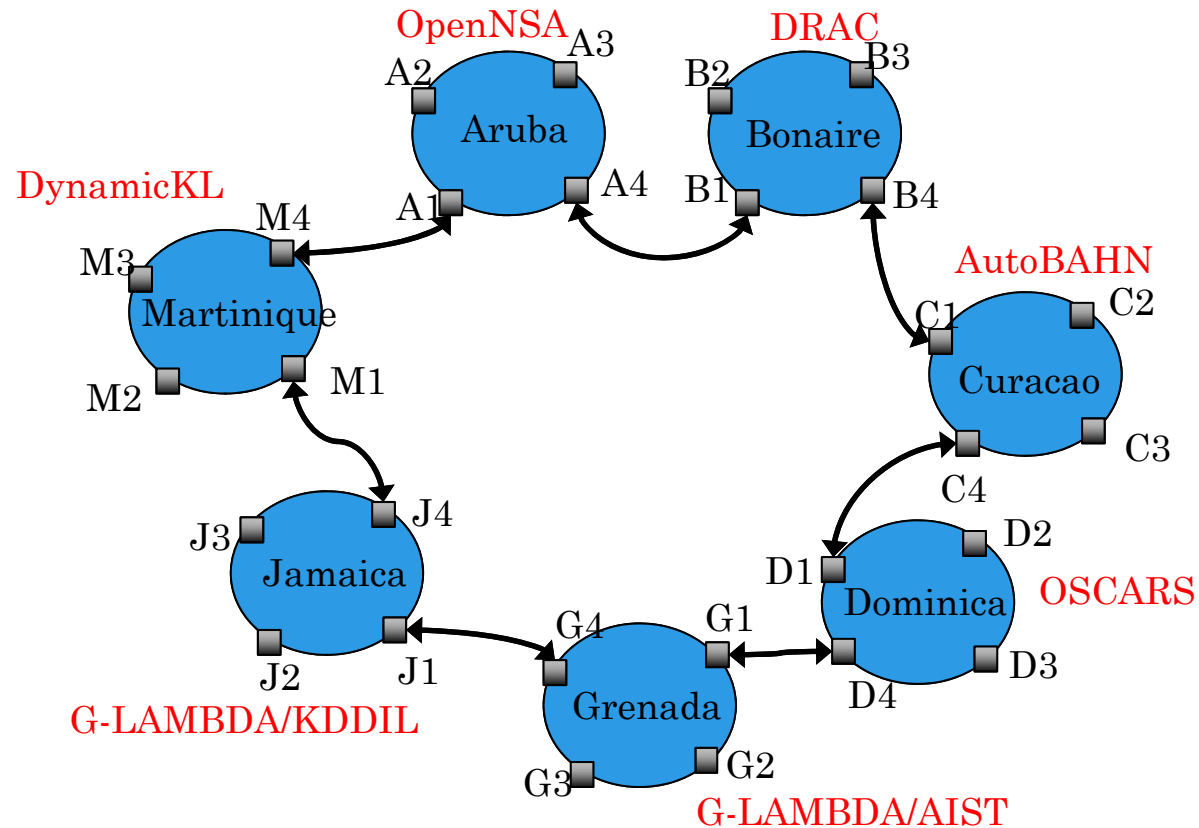 OpenNSA
DRAC
A3
B3
A2
B2
Aruba
Bonaire
DynamicKL
A1
A4
B1
B4
M4
M3
AutoBAHN
C2
C1
Martinique
M1
M2
Curacao
C3
C4
J4
J3
D2
D1
Jamaica
OSCARS
Dominica
G4
G1
J2
J1
D3
D4
Grenada
G-LAMBDA/KDDIL
G2
G3
G-LAMBDA/AIST